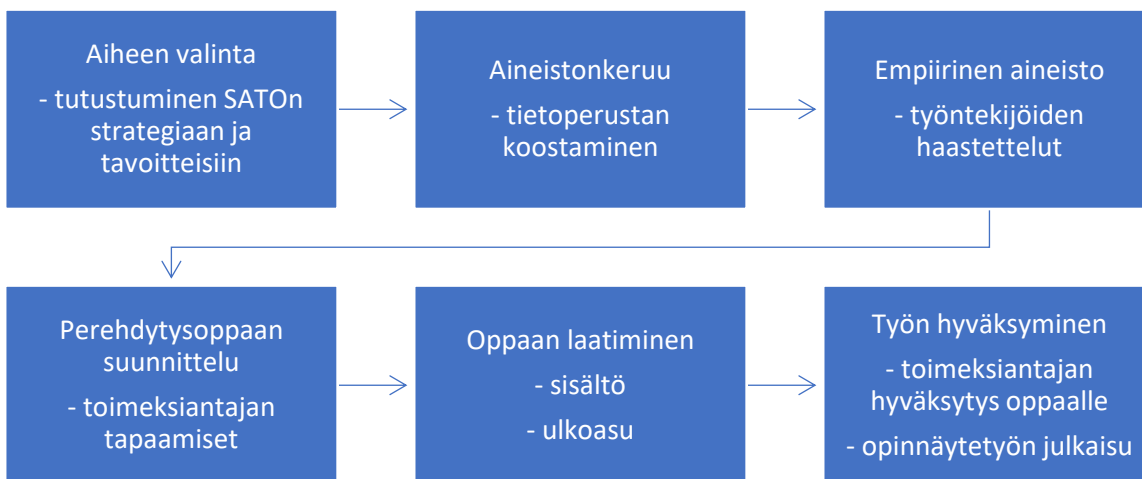 Aiheen valinta
- tutustuminen SATOn
strategiaan ja
tavoitteisiin
Aineistonkeruu
- tietoperustan
koostaminen
Empiirinen aineisto
- työntekijöiden
haastettelut
Perehdytysoppaan
suunnittelu
- toimeksiantajan
tapaamiset
Oppaan laatiminen
- sisältö
- ulkoasu
Työn hyväksyminen
- toimeksiantajan
hyväksytys oppaalle
- opinnäytetyön julkaisu